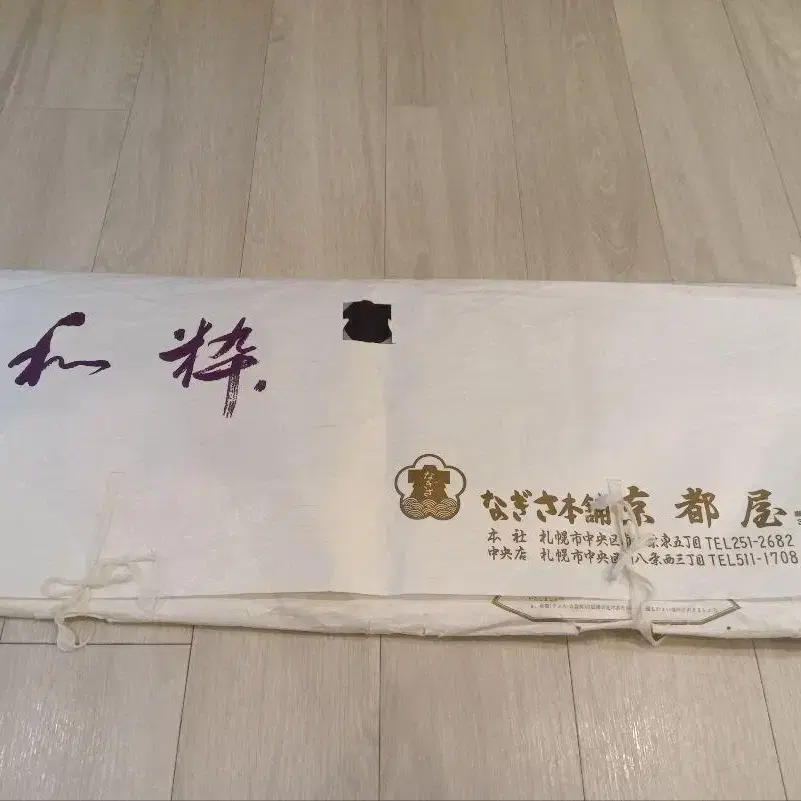 和粋
なぎさ
なぎさ本舗 京都屋
本社 札幌市中央区 条東五丁目 TEL251-2682
中央店 札幌市中央区 八条西三丁目 TEL511-1708